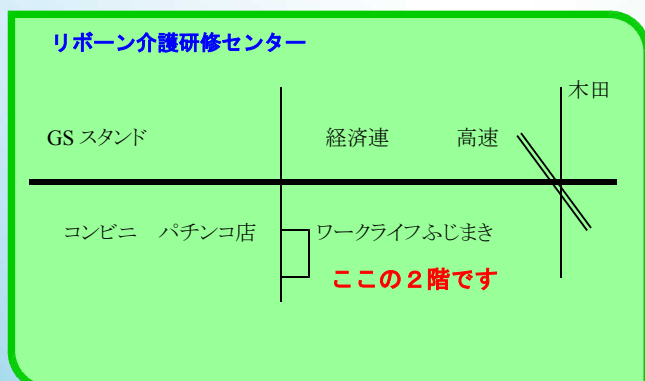 リボーン介護研修センター
木田
GSスタンド 経済連 高速
コンビニ パチンコ店 ワークライフふじまき
ここの２階です